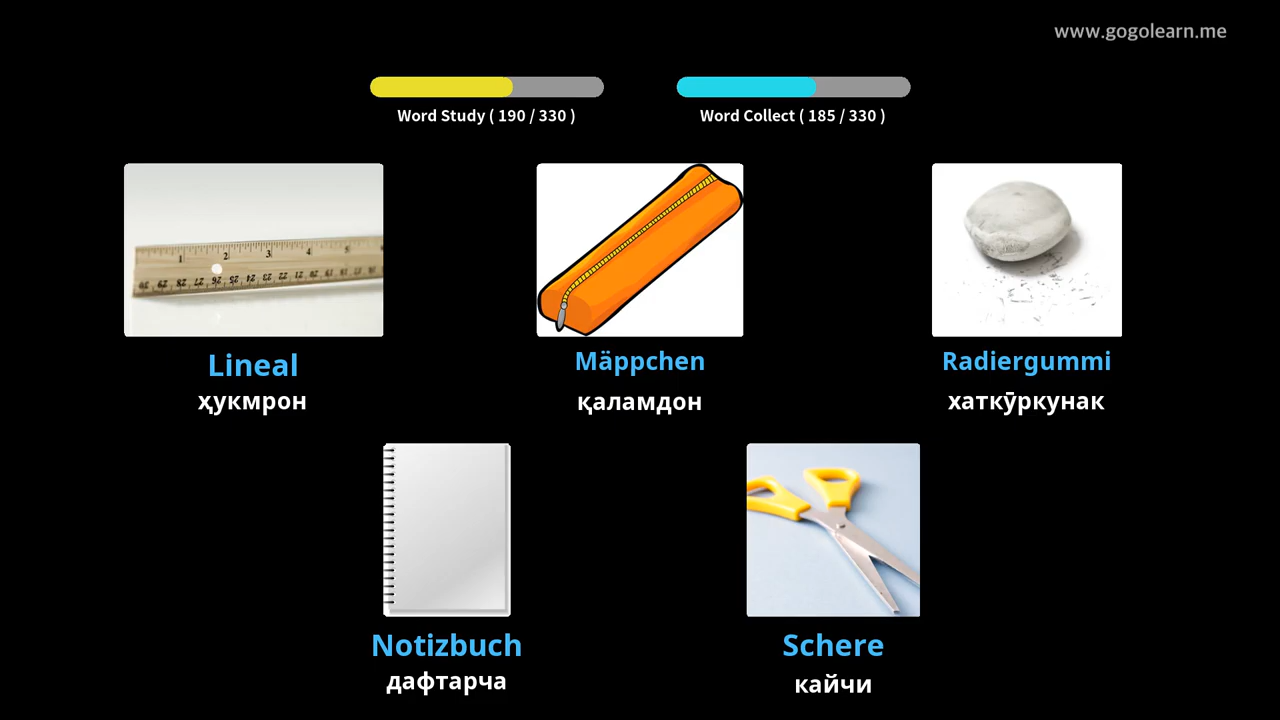 www.gogolearn.me
Word Study ( 190 / 330 )
Word Collect ( 185 / 330 )
Lineal
ҳукмрон
Mäppchen
қаламдон
Radiergummi
хаткӯркунак
Notizbuch
дафтарча
Schere
кайчи